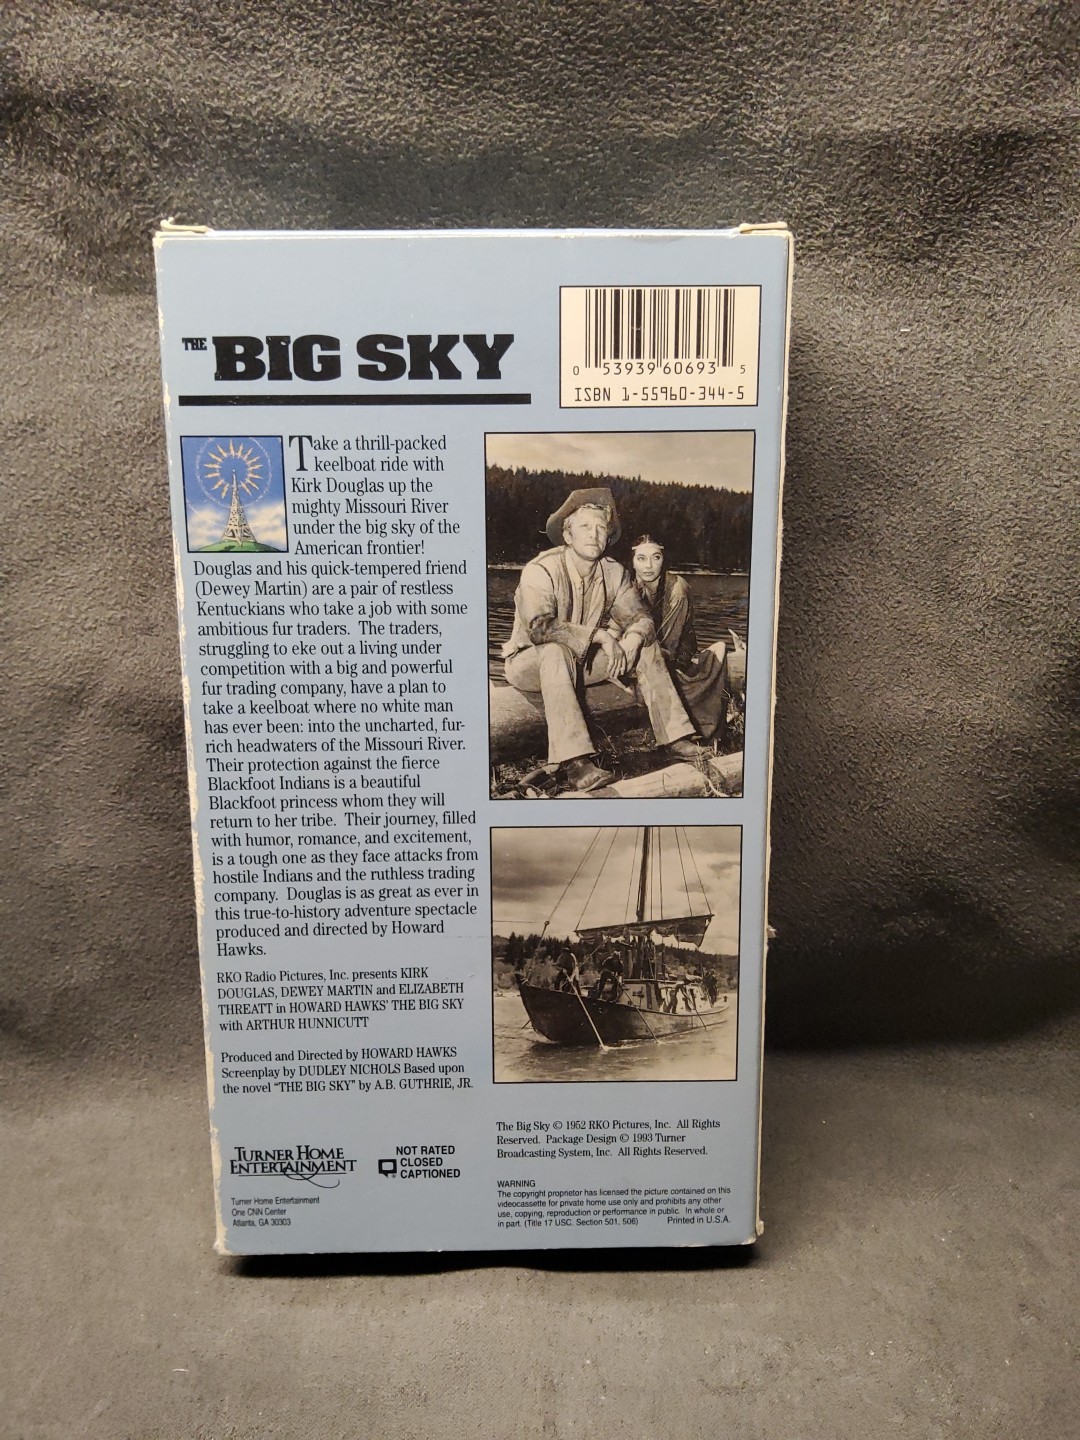 THE BIG SKY
0 53939 60693 5
ISBN 1-55960-344-5
Take a thrill-packed
keelboat ride with
Kirk Douglas up the
mighty Missouri River
under the big sky of the
American frontier!
Douglas and his quick-tempered friend
(Dewey Martin) are a pair of restless
Kentuckians who take a job with some
ambitious fur traders. The traders,
struggling to eke out a living under
competition with a big and powerful
fur trading company, have a plan to
take a keelboat where no white man
has ever been: into the uncharted, fur-
rich headwaters of the Missouri River.
Their protection against the fierce
Blackfoot Indians is a beautiful
Blackfoot princess whom they will
return to her tribe. Their journey, filled
with humor, romance, and excitement,
is a tough one as they face attacks from
hostile Indians and the ruthless trading
company. Douglas is as great as ever in
this true-to-history adventure spectacle
produced and directed by Howard
Hawks.
RKO Radio Pictures, Inc. presents KIRK
DOUGLAS, DEWEY MARTIN and ELIZABETH
THREATT in HOWARD HAWKS' THE BIG SKY
with ARTHUR HUNNICUTT
Produced and Directed by HOWARD HAWKS
Screenplay by DUDLEY NICHOLS Based upon
the novel "THE BIG SKY" by A.B. GUTHRIE, JR.
TURNER HOME
ENTERTAINMENT
NOT RATED
CLOSED
CAPTIONED
Turner Home Entertainment
One CNN Center
Atlanta, GA 30303
The Big Sky © 1952 RKO Pictures, Inc. All Rights
Reserved. Package Design © 1993 Turner
Broadcasting System, Inc. All Rights Reserved.
WARNING
The copyright proprietor has licensed the picture contained on this
videocassette for private home use only and prohibits any other
use, copying, reproduction or performance in public. In whole or
in part. (Title 17 USC. Section 501, 506) Printed in U.S.A.